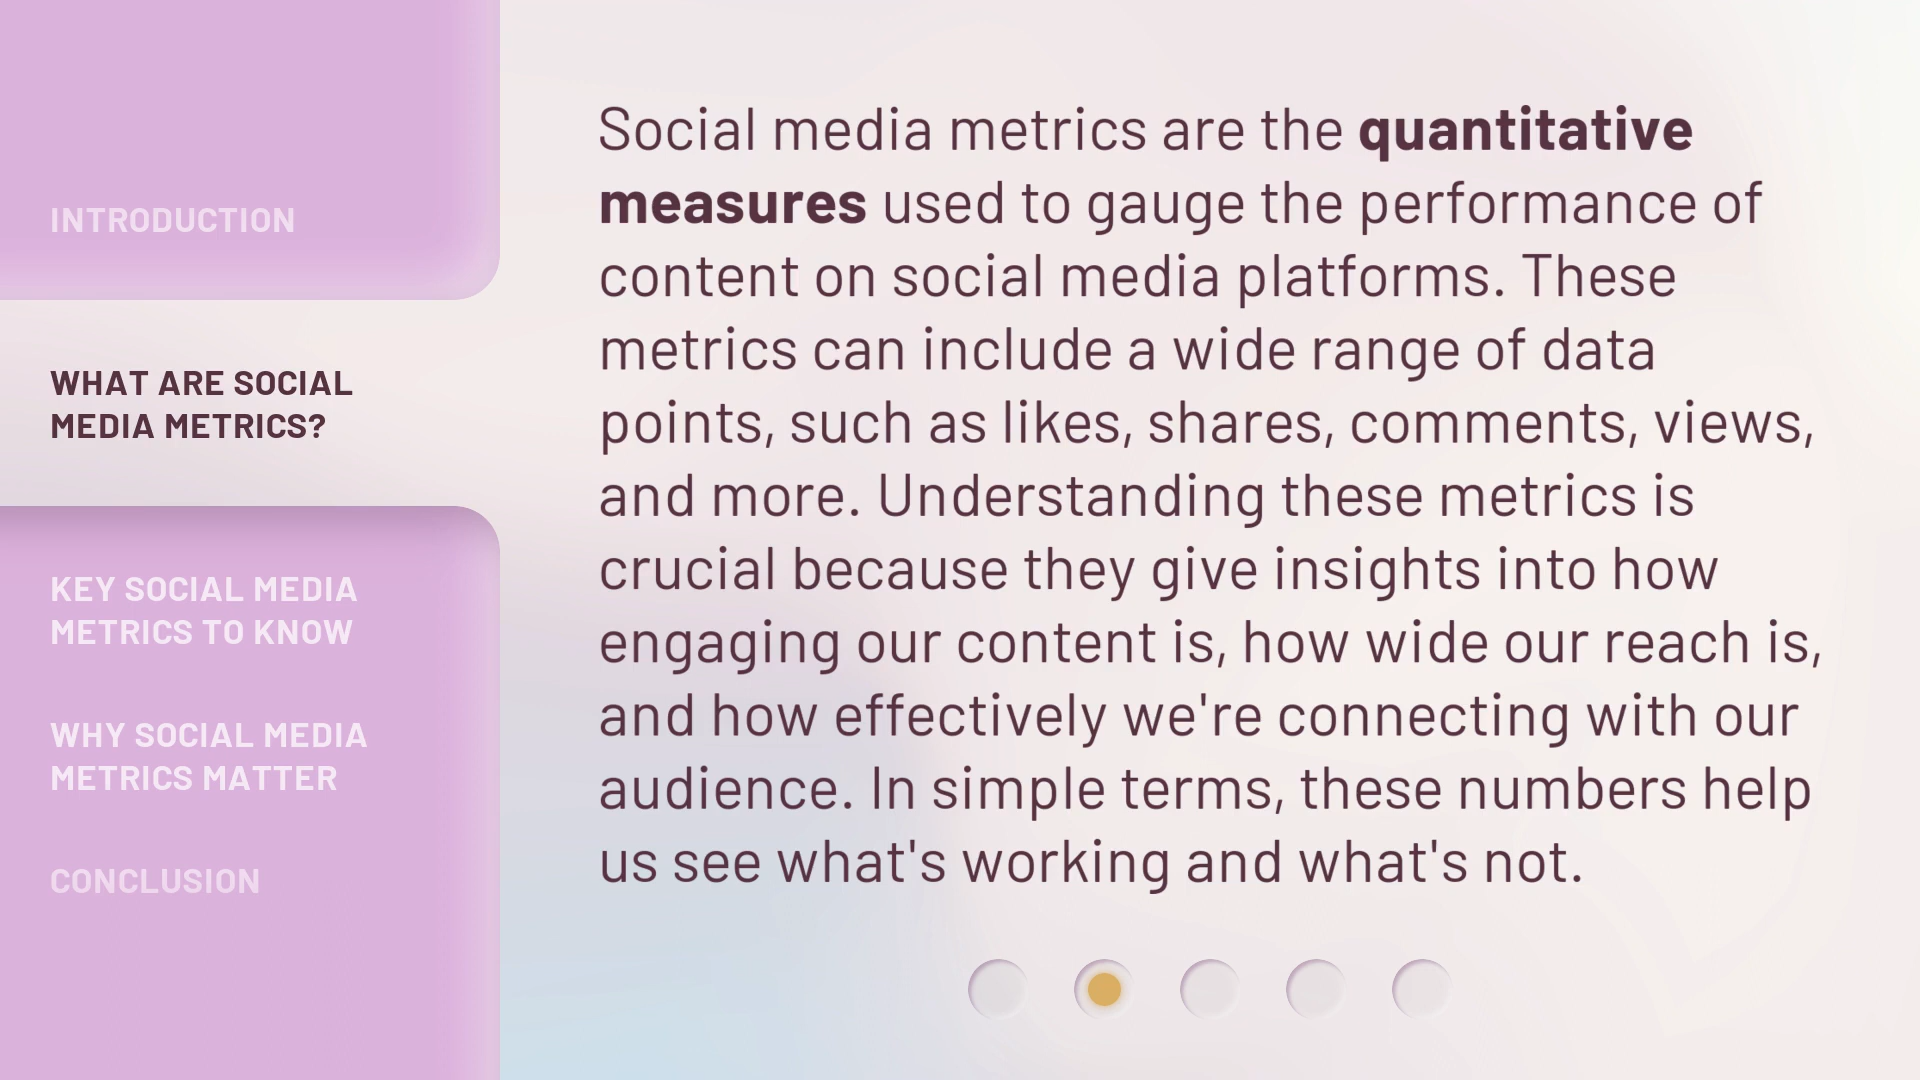 INTRODUCTION
WHAT ARE SOCIAL
MEDIA METRICS?
KEY SOCIAL MEDIA
METRICS TO KNOW
WHY SOCIAL MEDIA
METRICS MATTER
CONCLUSION
Social media metrics are the quantitative
measures used to gauge the performance of
content on social media platforms. These
metrics can include a wide range of data
points, such as likes, shares, comments, views,
and more. Understanding these metrics is
crucial because they give insights into how
engaging our content is, how wide our reach is,
and how effectively we're connecting with our
audience. In simple terms, these numbers help
us see what's working and what's not.